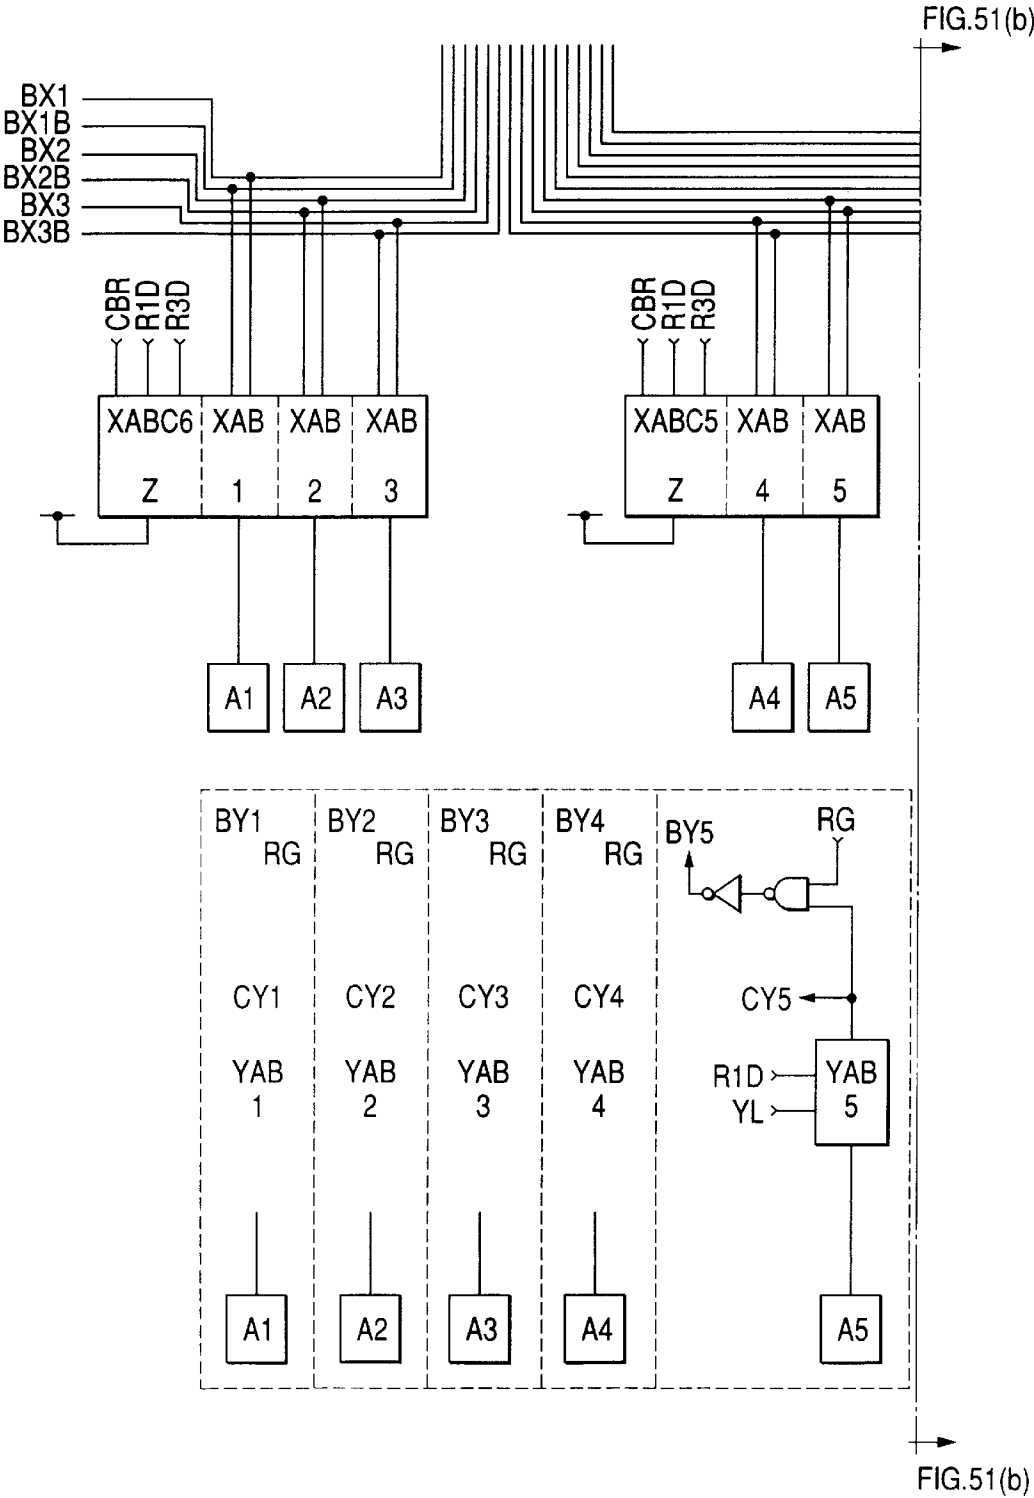 FIG.51(b)
BX1
BX1B
BX2
BX2B
BX3
BX3B
CBR
R1D
R3D
CBR
R1D
R3D
XABC6 XAB XAB XAB
Z 1 2 3
XABC5 XAB XAB
Z 4 5
A1 A2 A3
A4 A5
BY1 BY2 BY3 BY4 BY5 RG
RG RG RG RG
CY1 CY2 CY3 CY4 CY5
YAB YAB YAB YAB R1D YAB
1 2 3 4 YL 5
A1 A2 A3 A4 A5
FIG.51(b)